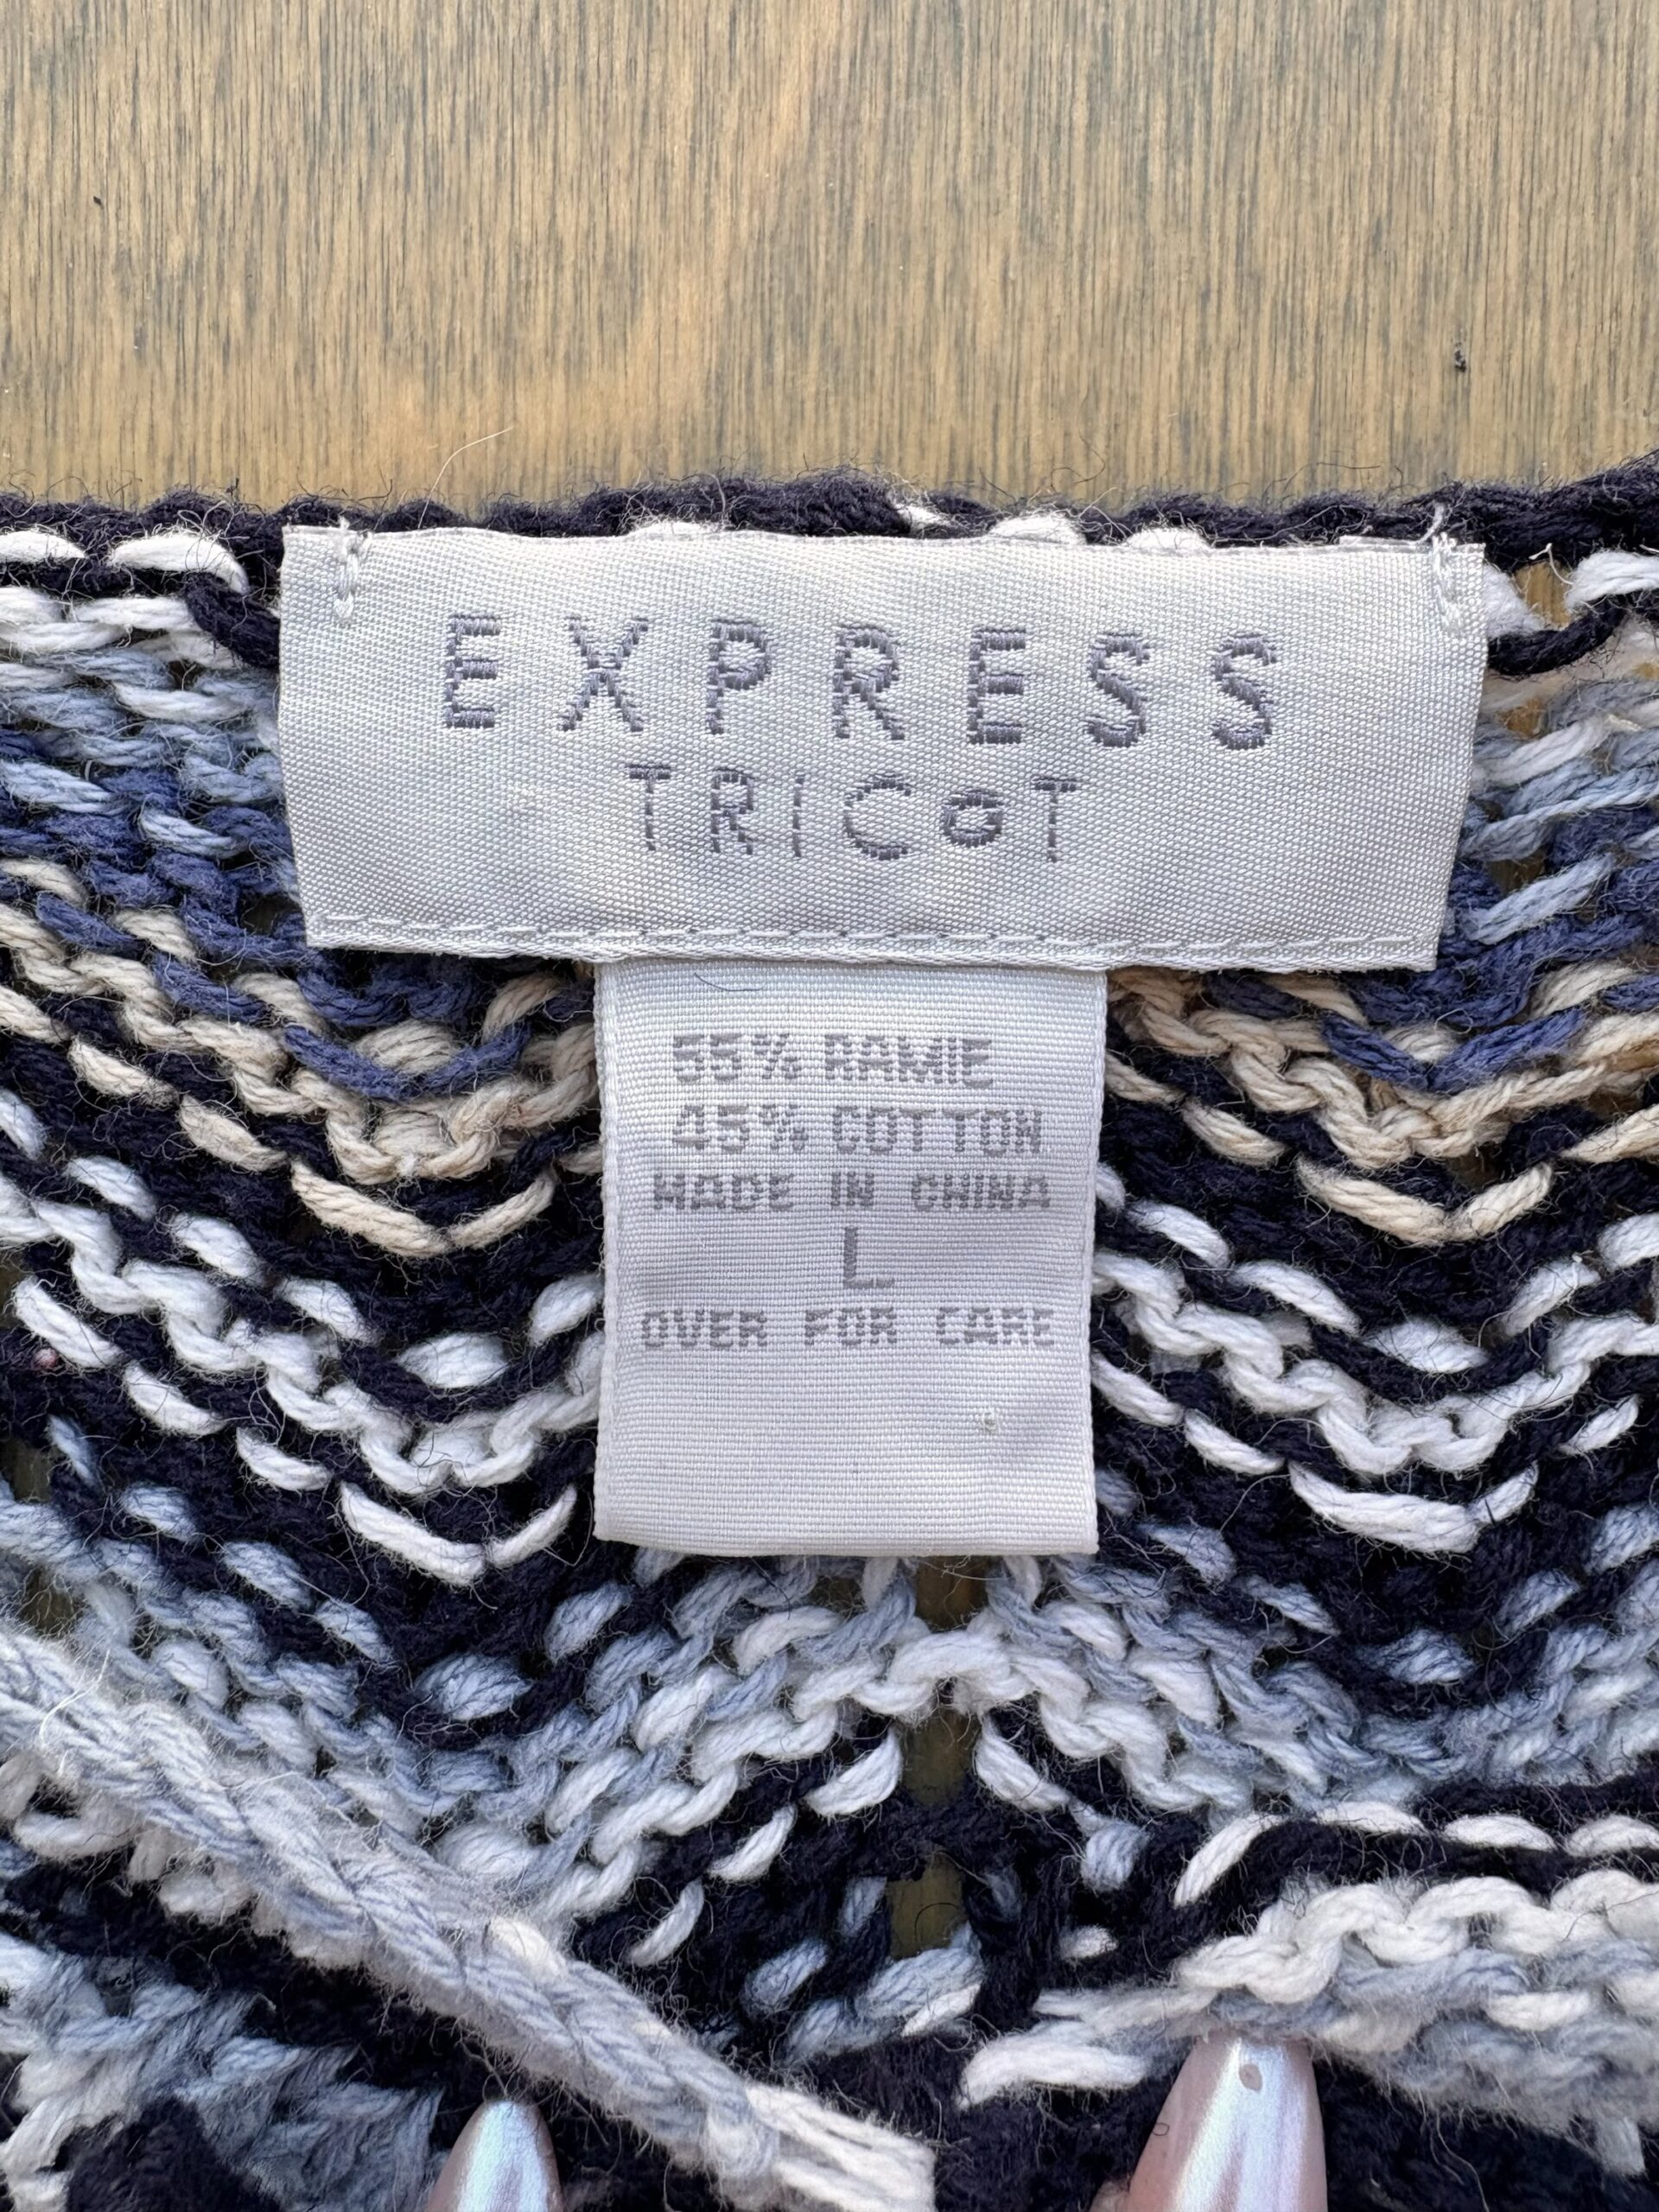 EXPRESS
TRICOT
55% RAMIE
45% COTTON
MADE IN CHINA
L
OVER FOR CARE